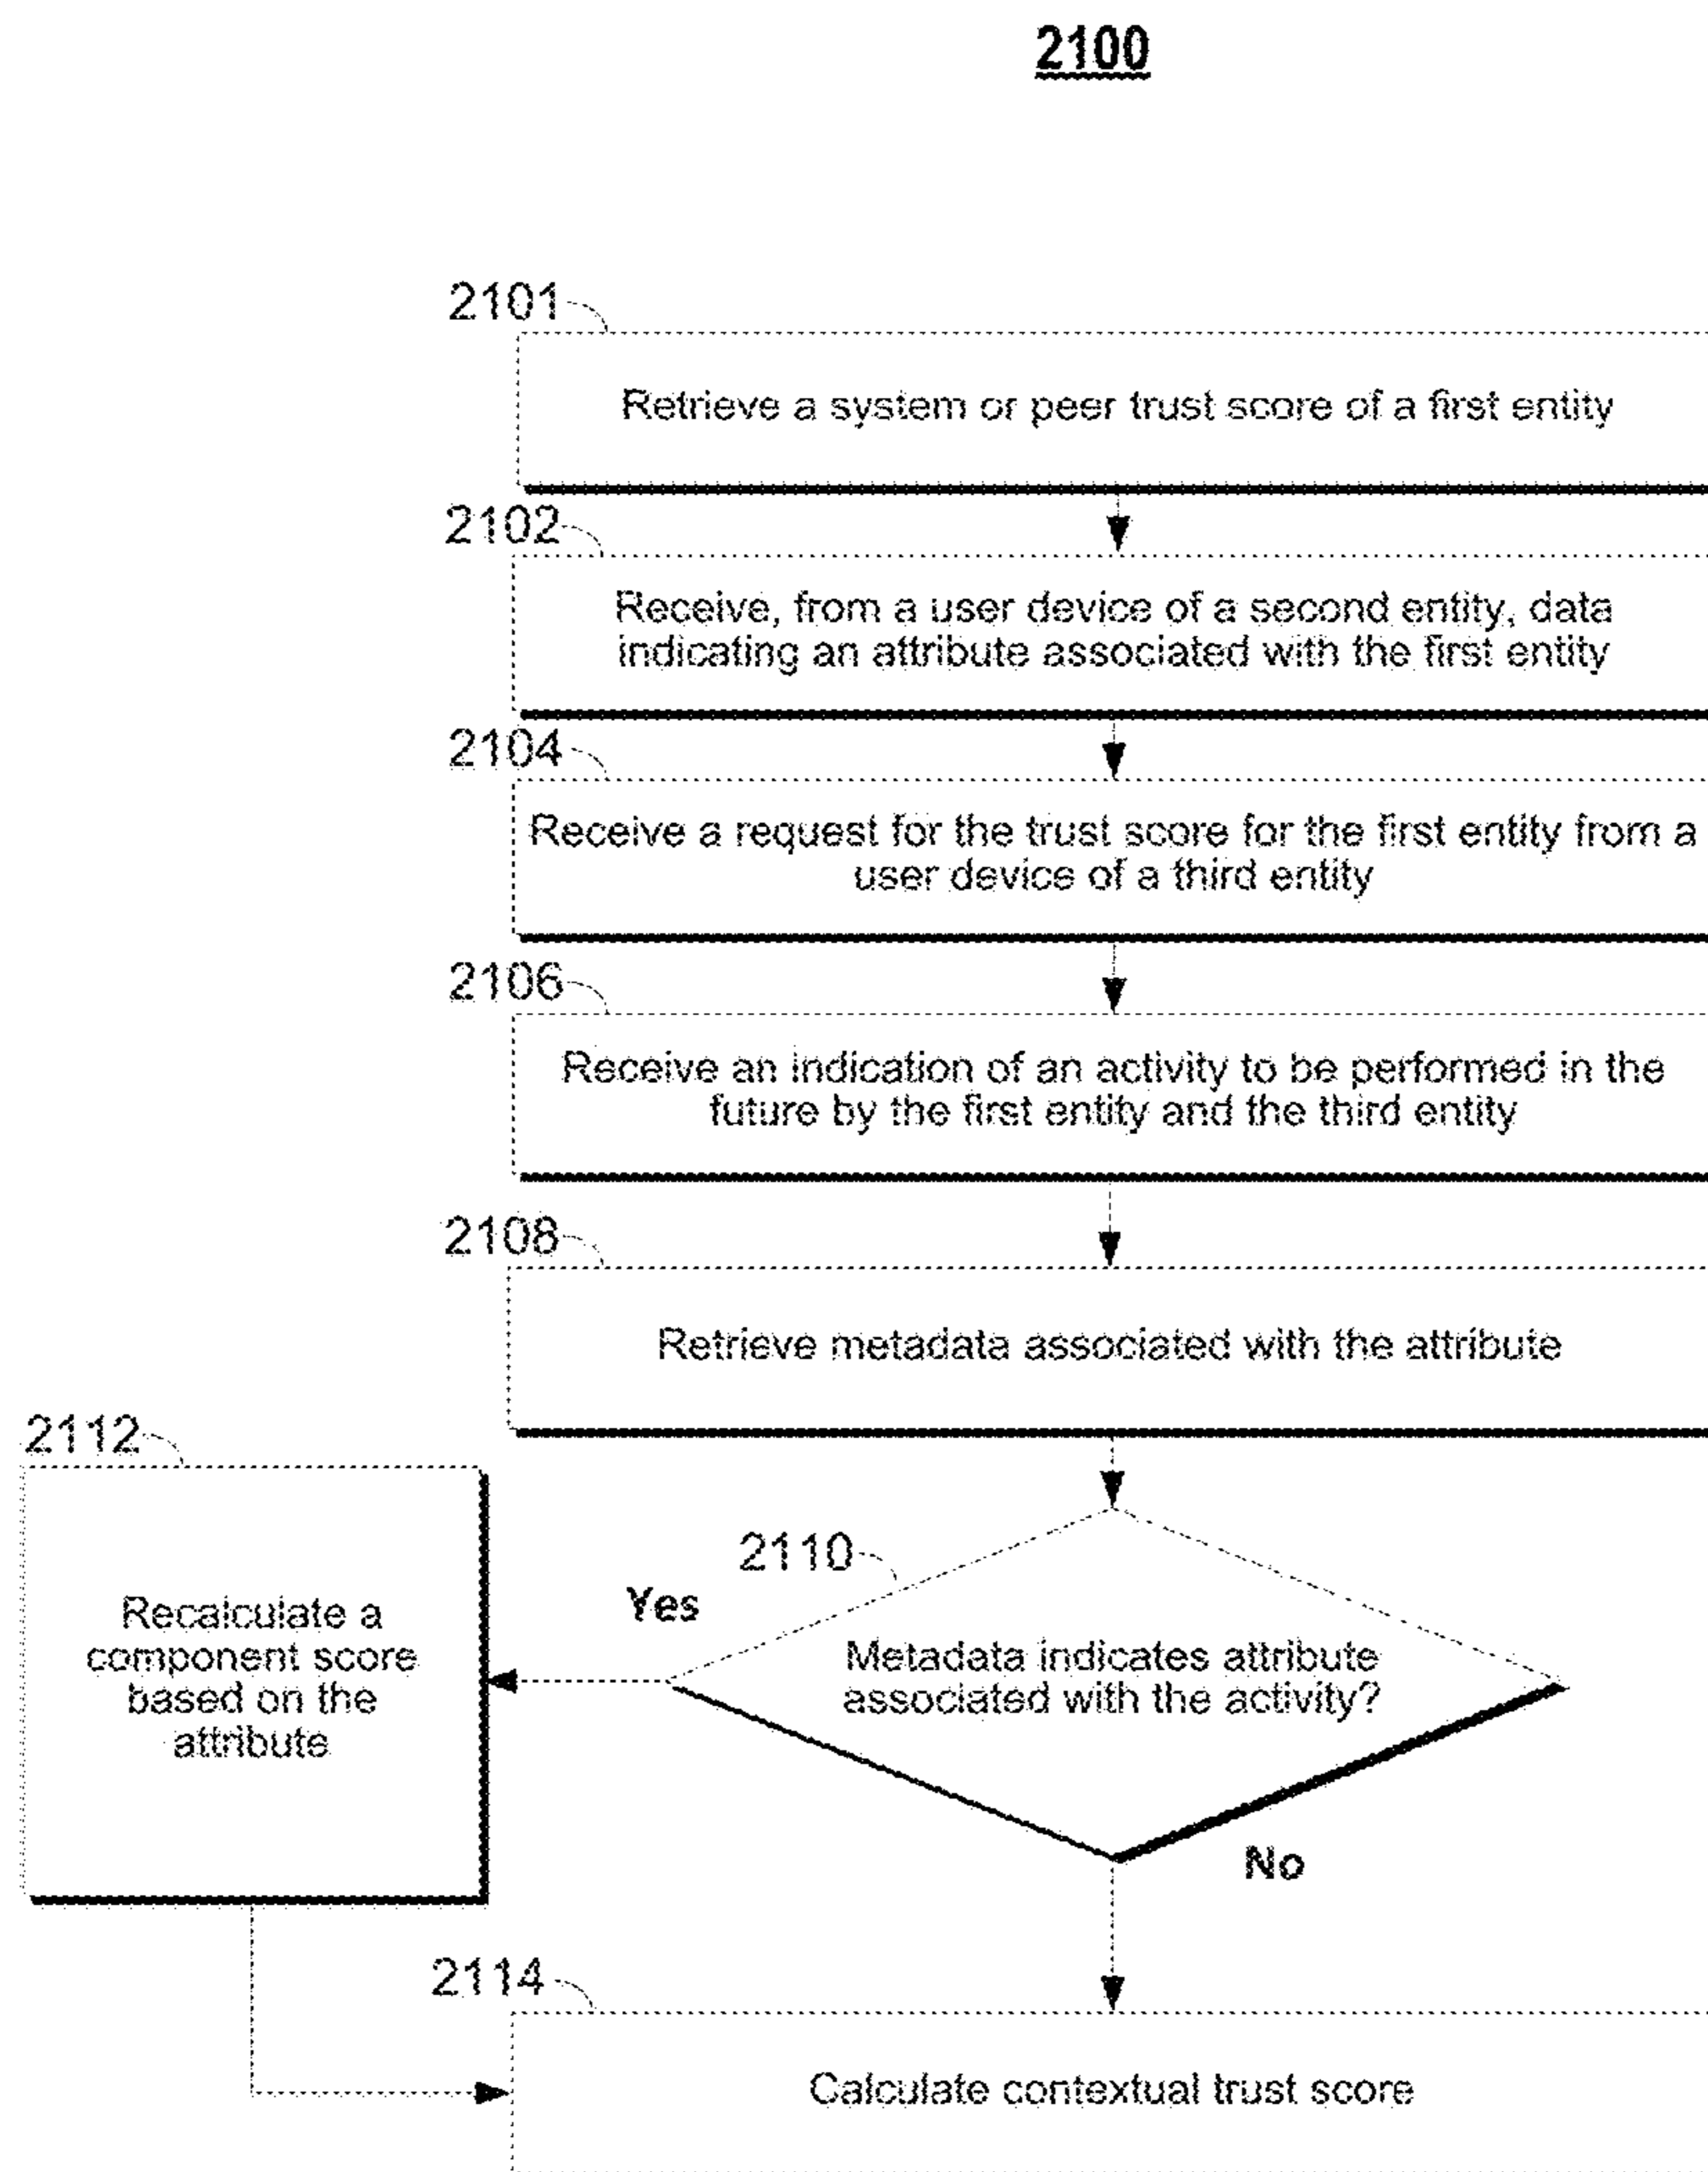 2100
2101
Retrieve a system or peer trust score of a first entity
2102
Receive, from a user device of a second entity, data
indicating an attribute associated with the first entity
2104
Receive a request for the trust score for the first entity from a
user device of a third entity
2106
Receive an indication of an activity to be performed in the
future by the first entity and the third entity
2108
Retrieve metadata associated with the attribute
2112
Recalculate a
component score
based on the
attribute
2110
Yes
Metadata indicates attribute
associated with the activity?
No
2114
Calculate contextual trust score